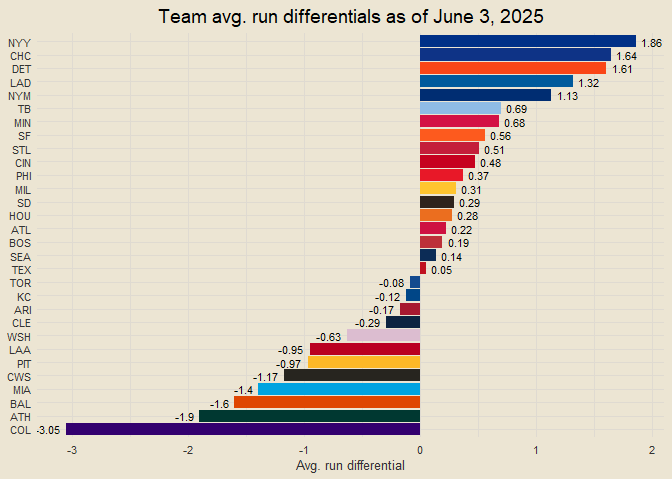 Team avg. run differentials as of June 3, 2025
NYY 1.86
CHC 1.64
DET 1.61
LAD 1.32
NYM 1.13
TB 0.69
MIN 0.68
SF 0.56
STL 0.51
CIN 0.48
PHI 0.37
MIL 0.31
SD 0.29
HOU 0.28
ATL 0.22
BOS 0.19
SEA 0.14
TEX 0.05
TOR -0.08
KC -0.12
ARI -0.17
CLE -0.29
WSH -0.63
LAA -0.95
PIT -0.97
CWS -1.17
MIA -1.4
BAL -1.6
ATH -1.9
COL -3.05
-3 -2 -1 0 1 2
Avg. run differential